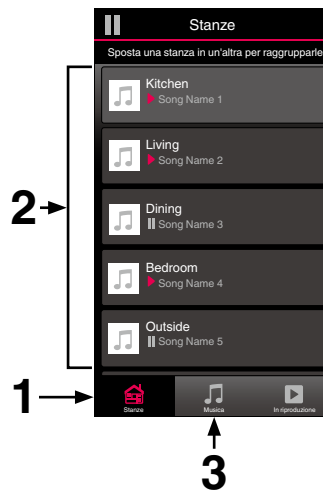 Stanze
Sposta una stanza in un'altra per raggrupparle
Kitchen
Song Name 1
Living
Song Name 2
2
Dining
Song Name 3
Bedroom
Song Name 4
Outside
Song Name 5
1
Stanze
Musica
In riproduzione
3